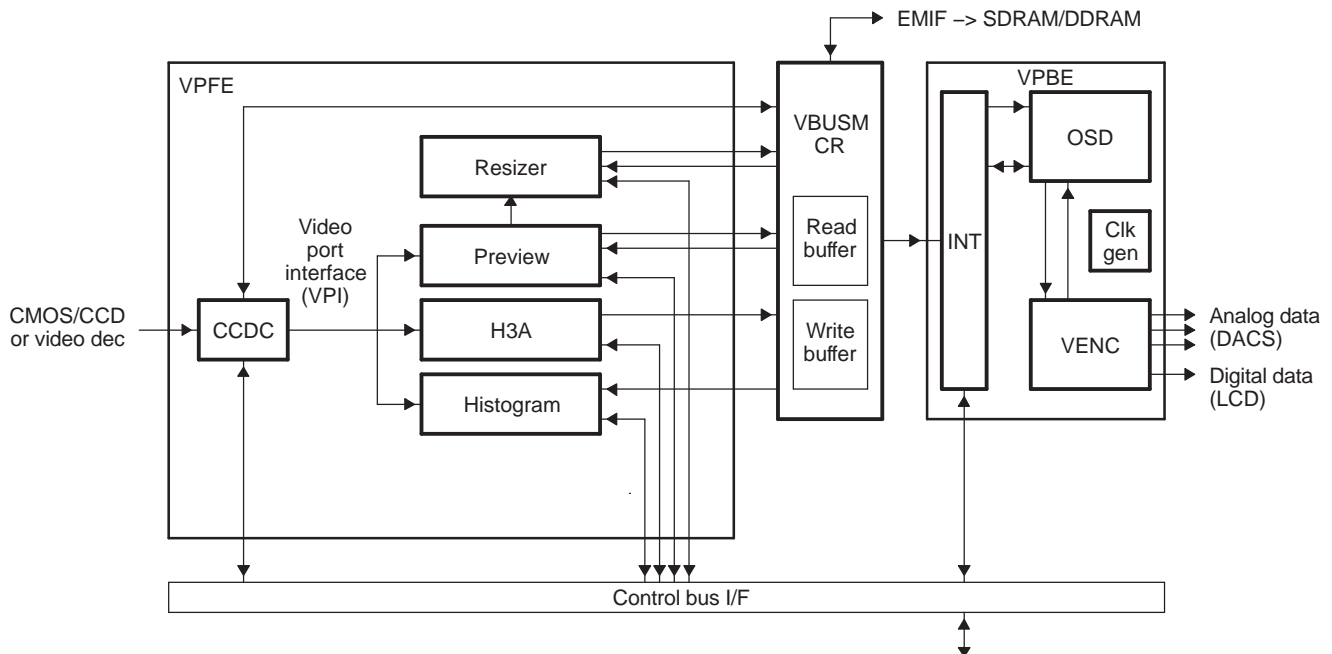 EMIF –> SDRAM/DDRAM
VPFE
VPBE
VBUSM
CR
OSD
Resizer
Video
port
interface
(VPI)
Preview
Read
buffer
INT
Clk
gen
CMOS/CCD
or video dec
CCDC
H3A
Write
buffer
VENC
Analog data
(DACS)
Digital data
(LCD)
Histogram
Control bus I/F